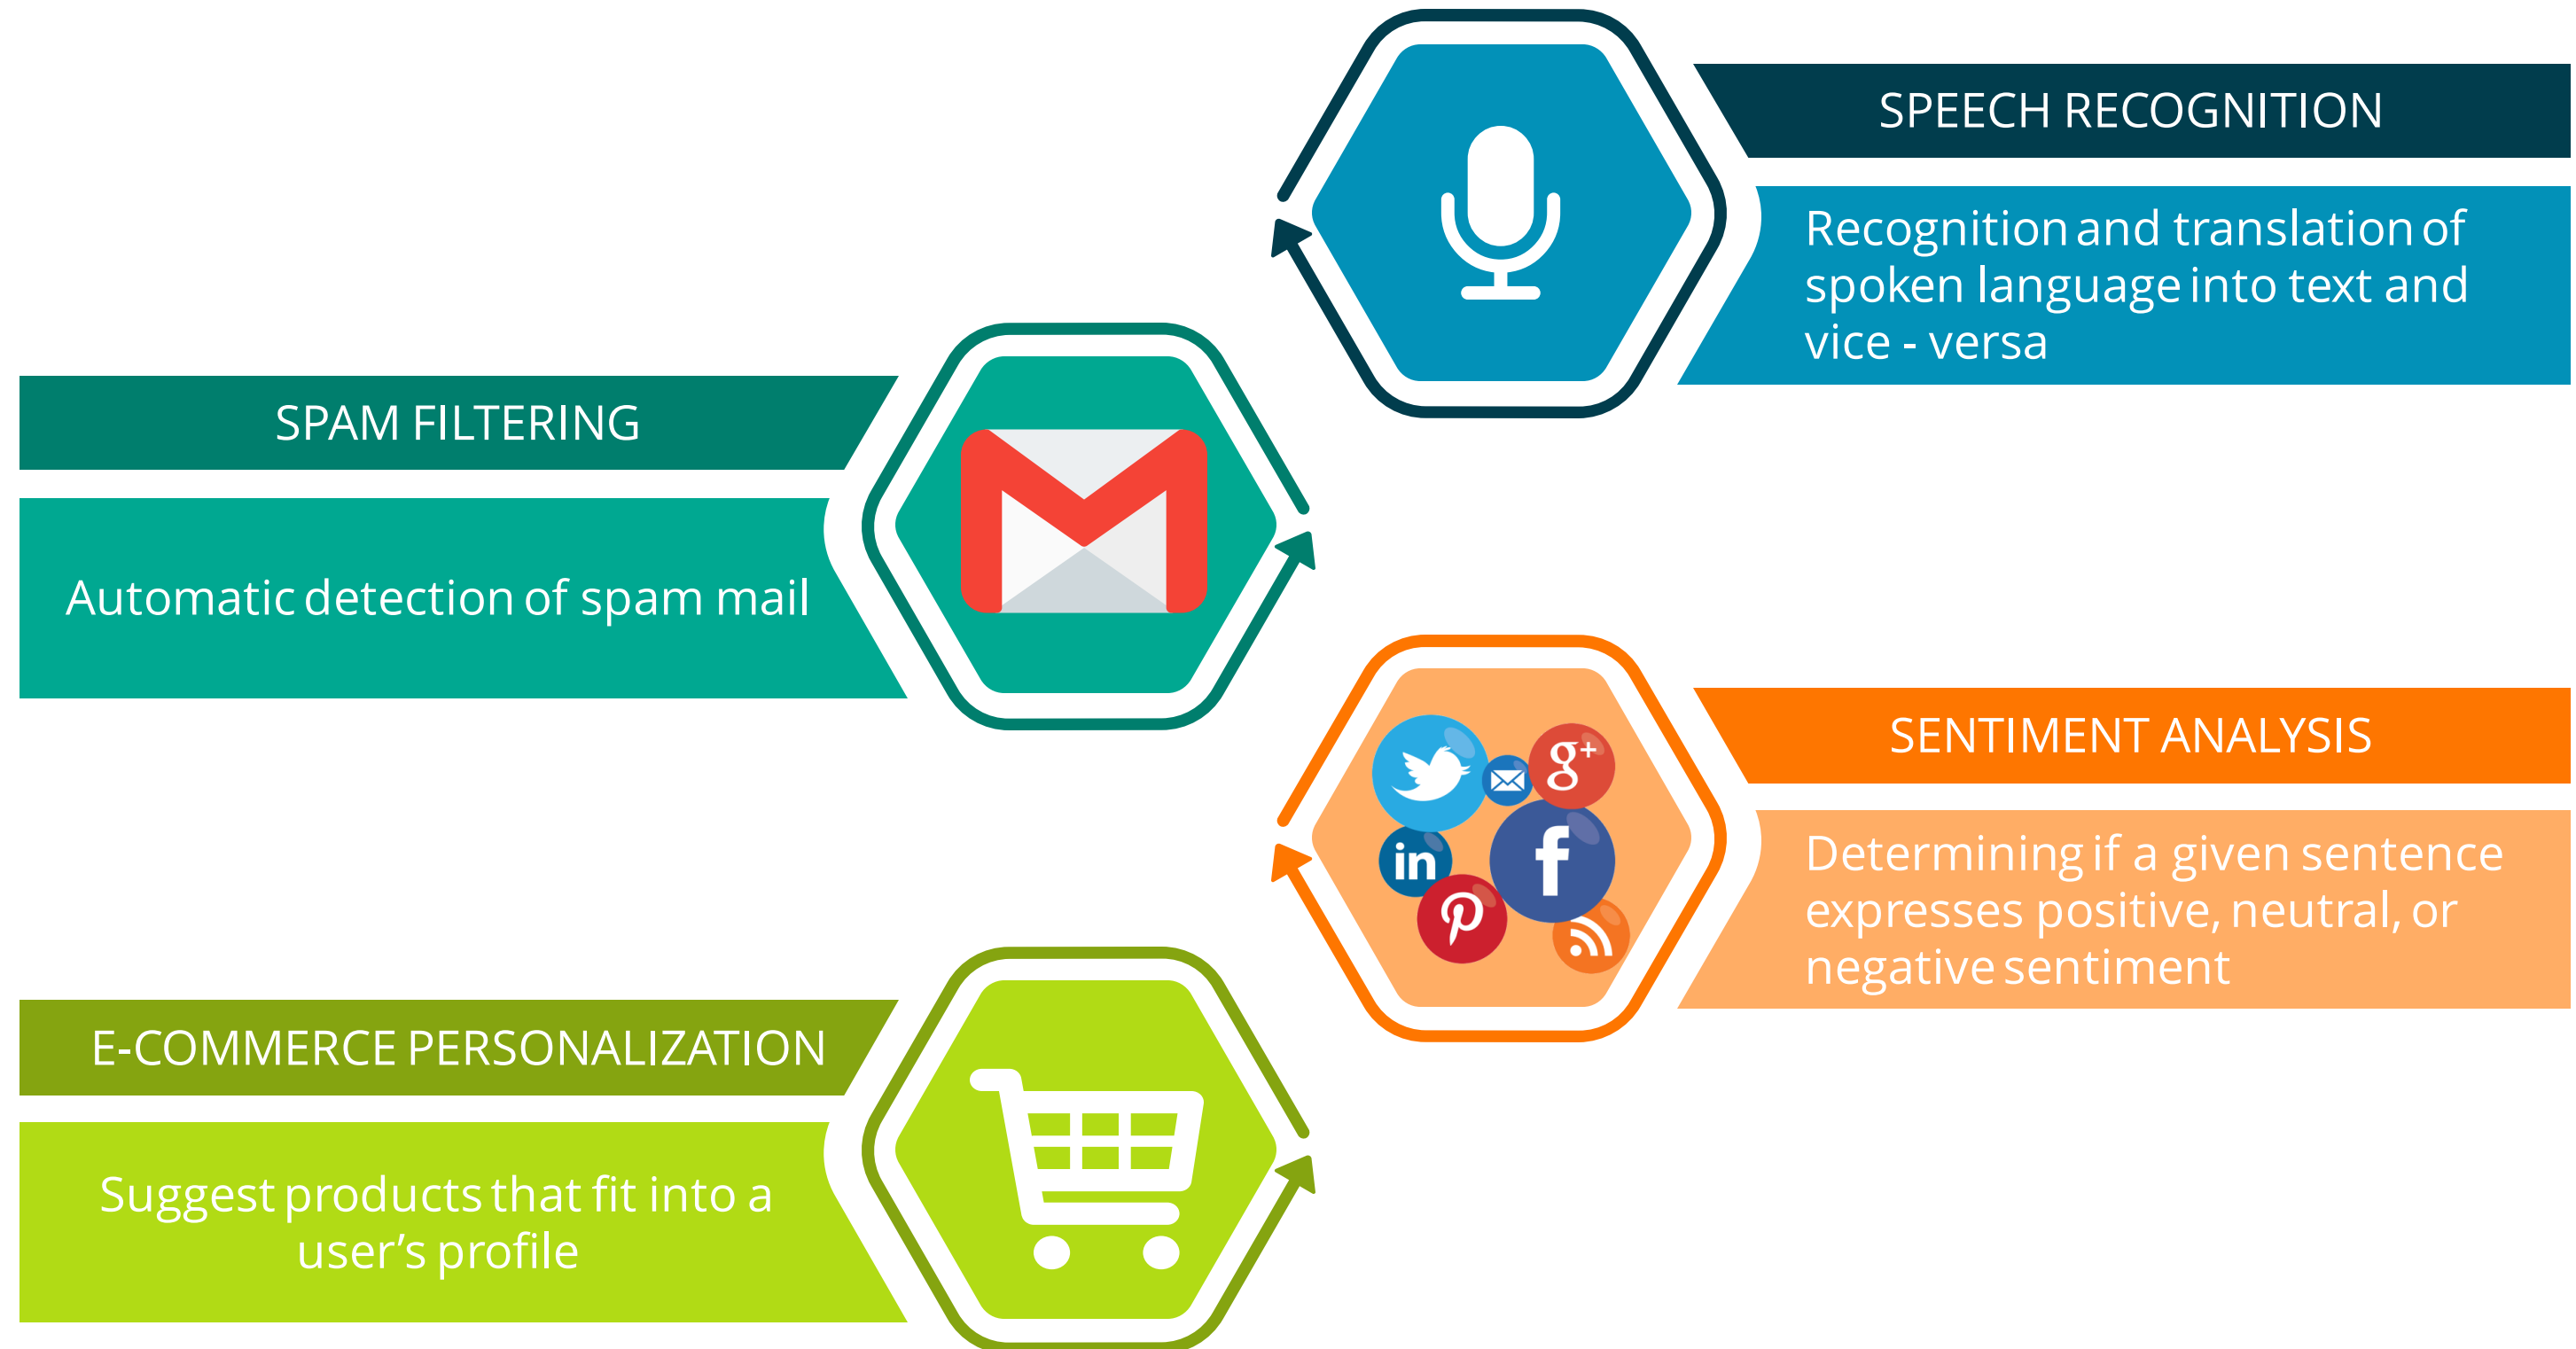 SPEECH RECOGNITION
Recognition and translation of
spoken language into text and
vice - versa
SPAM FILTERING
Automatic detection of spam mail
SENTIMENT ANALYSIS
Determining if a given sentence
expresses positive, neutral, or
negative sentiment
g+
in
f
E-COMMERCE PERSONALIZATION
Suggest products that fit into a
user’s profile